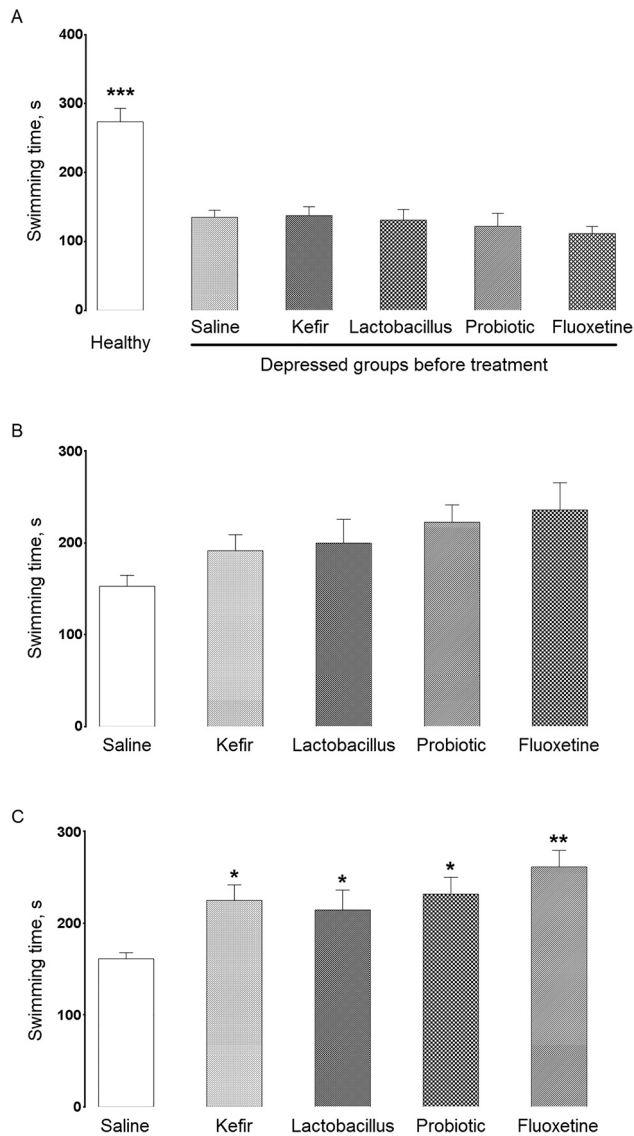 A
400
***
300
200
100
0
Swimming time, s
Healthy
Saline Kefir Lactobacillus Probiotic Fluoxetine
Depressed groups before treatment
B
300
200
100
0
Swimming time, s
Saline Kefir Lactobacillus Probiotic Fluoxetine
C
300
** 
* * *
200
100
0
Swimming time, s
Saline Kefir Lactobacillus Probiotic Fluoxetine